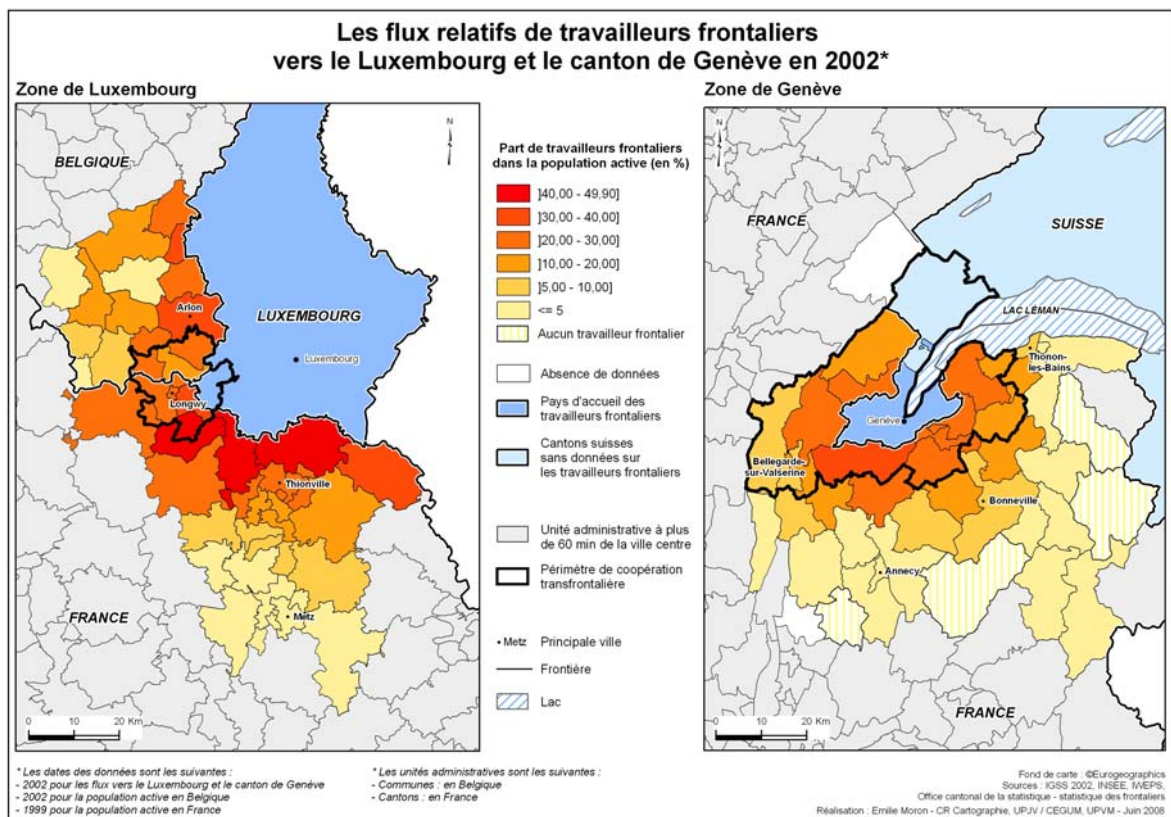 Les flux relatifs de travailleurs frontaliers
vers le Luxembourg et le canton de Genève en 2002*
Zone de Luxembourg
N
BELGIQUE
Arlon
LUXEMBOURG
Luxembourg
Longwy
Thionville
FRANCE
Metz
0 10 20 Km
Part de travailleurs frontaliers
dans la population active (en %)
]40,00 - 49,90]
]30,00 - 40,00]
]20,00 - 30,00]
]10,00 - 20,00]
]5,00 - 10,00]
<= 5
Aucun travailleur frontalier
Absence de données
Pays d'accueil des
travailleurs frontaliers
Cantons suisses
sans données sur
les travailleurs frontaliers
Unité administrative à plus
de 60 min de la ville centre
Périmètre de coopération
transfrontalière
Metz Principale ville
Frontière
Lac
Zone de Genève
N
FRANCE
SUISSE
LAC LÉMAN
Thonon-
les-Bains
Genève
Bellegarde-
sur-Valserine
Bonneville
Annecy
FRANCE
0 10 20 Km
* Les dates des données sont les suivantes :
- 2002 pour les flux vers le Luxembourg et le canton de Genève
- 2002 pour la population active en Belgique
- 1999 pour la population active en France
* Les unités administratives sont les suivantes :
- Communes : en Belgique
- Cantons : en France
Fond de carte : ©Eurogeographics
Sources : IGSS 2002, INSEE, IWEPS,
Office cantonal de la statistique - statistique des frontaliers
Réalisation : Emilie Moron - CR Cartographie, UPJV / CEGUM, UPVM - Juin 2008